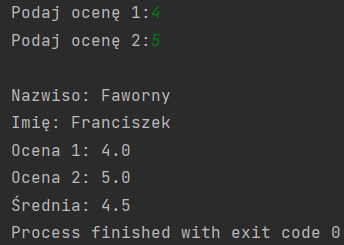 Podaj ocenę 1:4
Podaj ocenę 2:5
Nazwiso: Faworny
Imię: Franciszek
Ocena 1: 4.0
Ocena 2: 5.0
Średnia: 4.5
Process finished with exit code 0